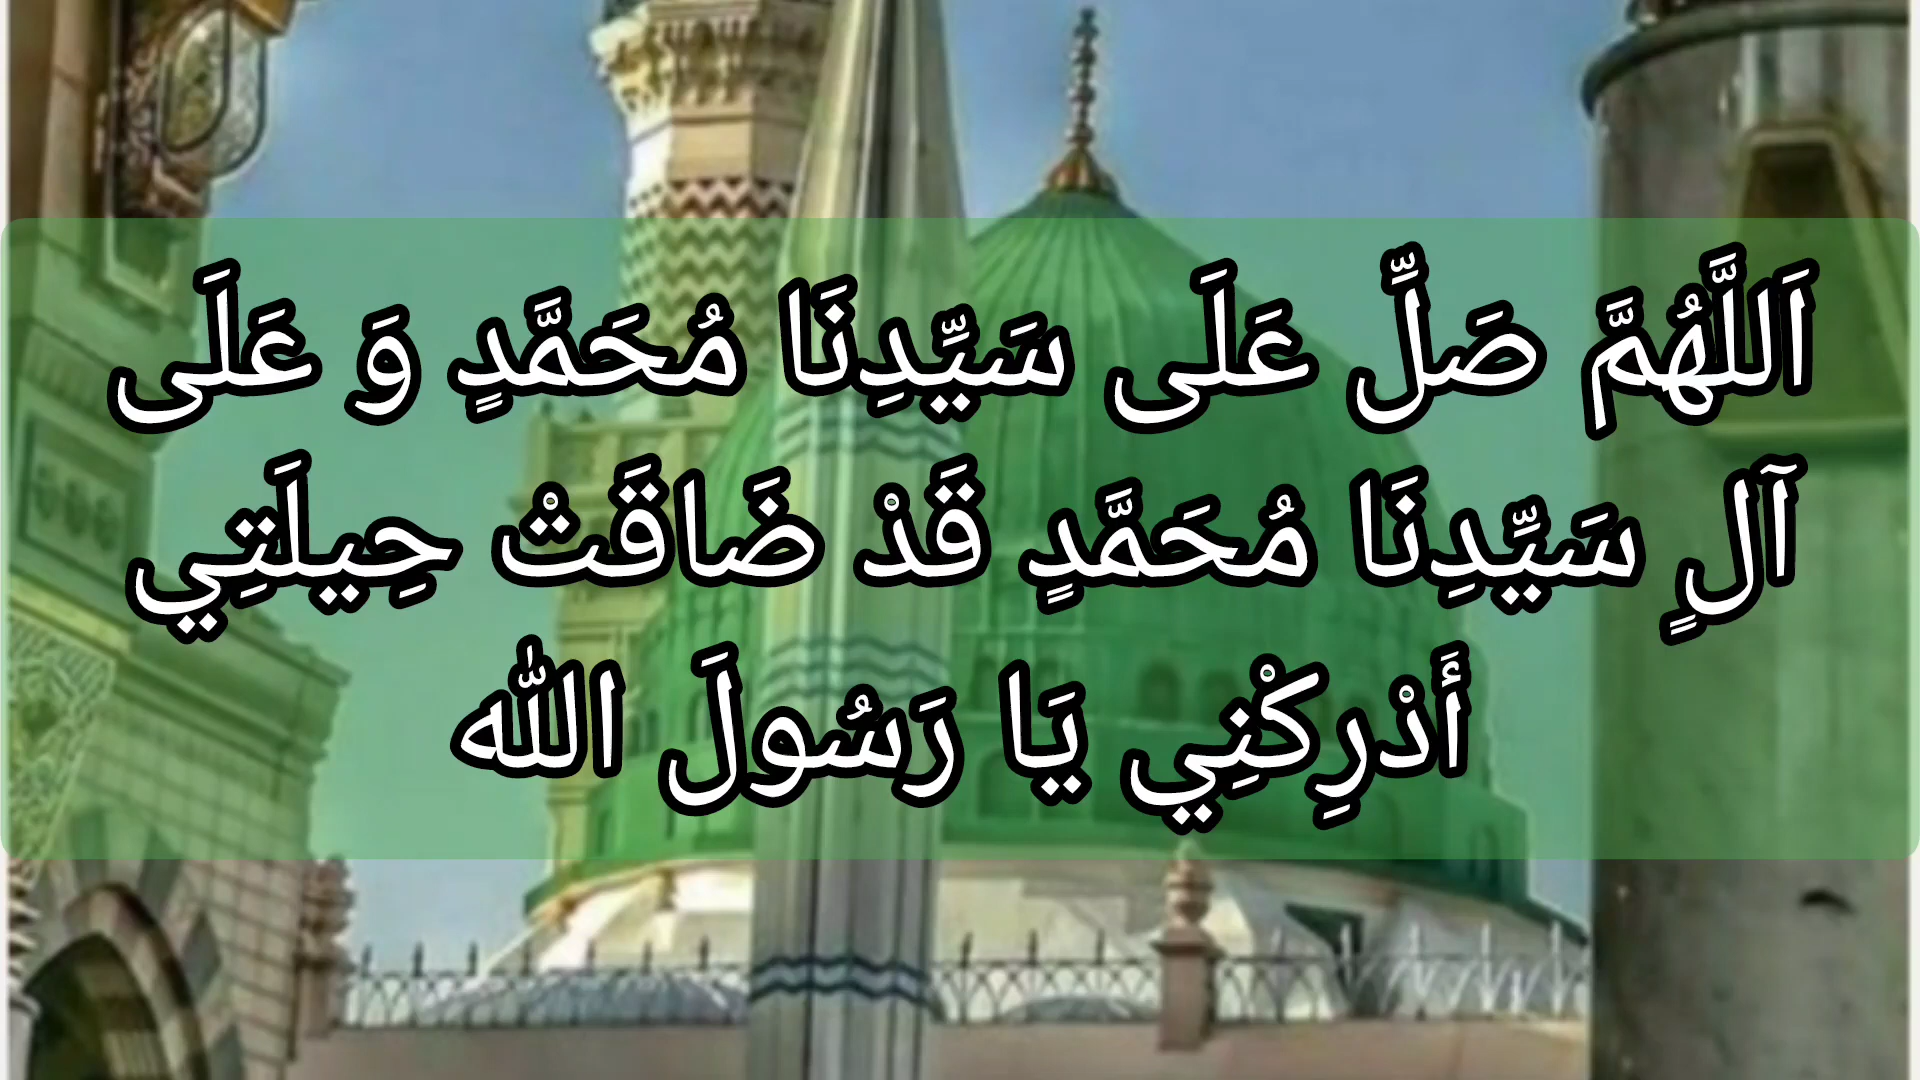 اَللَّهُمَّ صَلِّ عَلَى سَيِّدِنَا مُحَمَّدٍ وَ عَلَى
آلٍ سَيِّدِنَا مُحَمَّدٍ قَدْ ضَاقَتْ حِيلَتِي
أَدْرِكْنِي يَا رَسُولَ اللّٰه